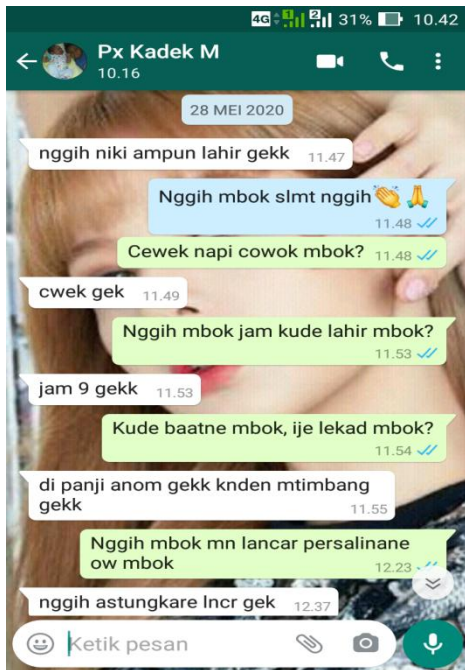 4G 1 2 31% 10.42
Px Kadek M
10.16
28 MEI 2020
nggih niki ampun lahir gekk 11.47
Nggih mbok slmt nggih👏🙏
11.48
Cewek napi cowok mbok? 11.48
cwek gek 11.49
Nggih mbok jam kude lahir mbok?
11.53
jam 9 gekk 11.53
Kude baatne mbok, ije lekad mbok?
11.54
di panji anom gekk knden mtimbang
gekk 11.55
Nggih mbok mn lancar persalinane
ow mbok 12.23
nggih astungkare lncr gek 12.37
Ketik pesan